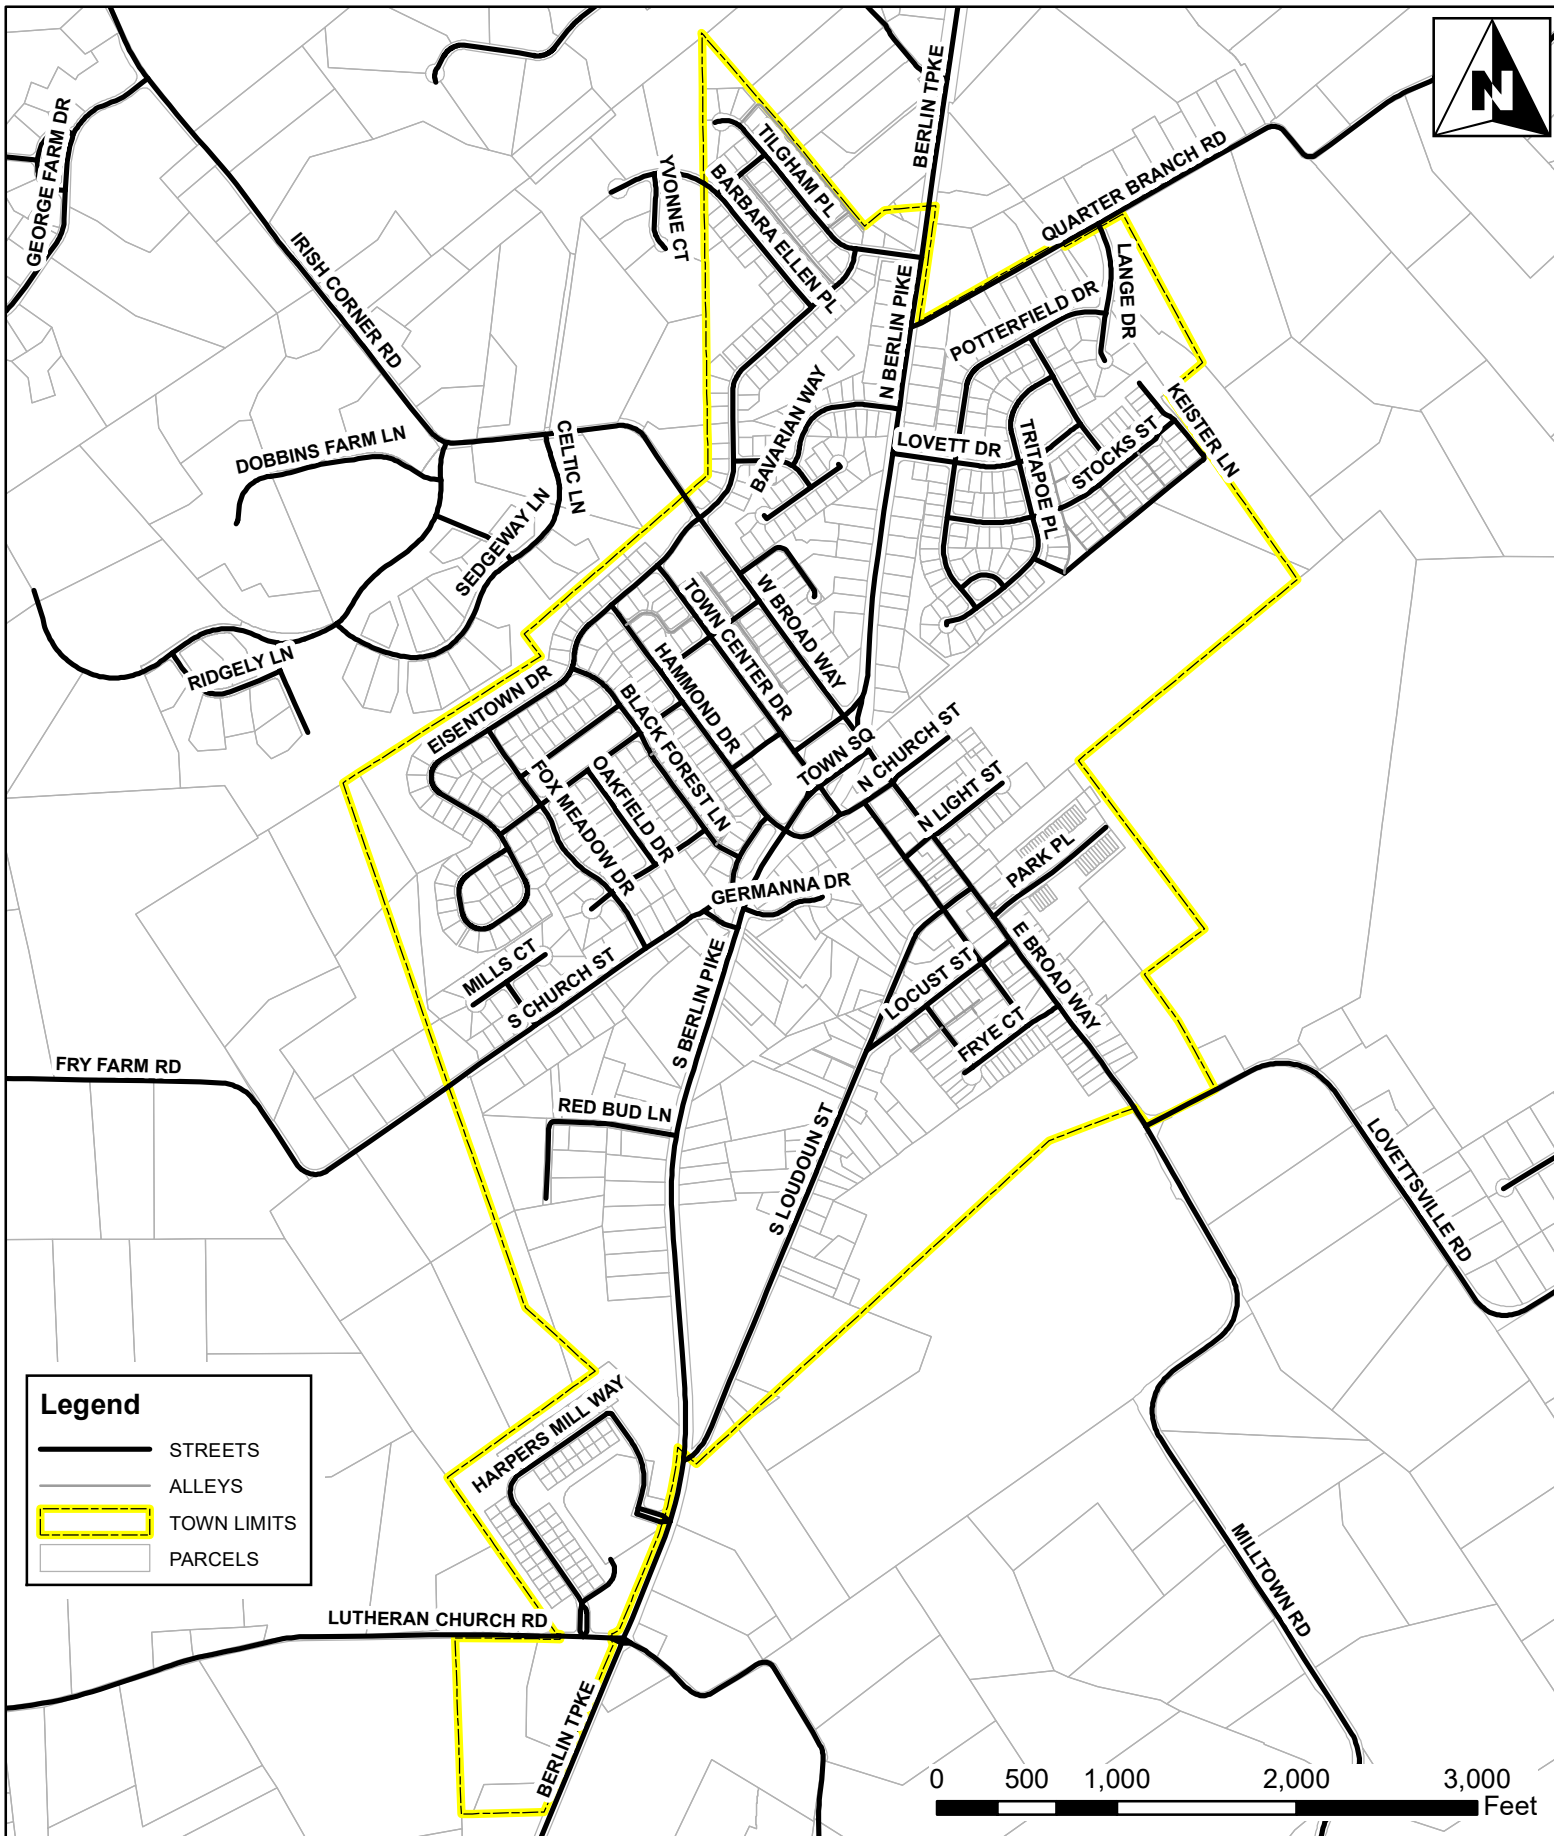 N
BERLIN TPKE
GEORGE FARM DR
TILGHAM PL
QUARTER BRANCH RD
YVONNE CT
BARBARA ELLEN PL
IRISH CORNER RD
LANGE DR
N BERLIN PIKE
POTTERFIELD DR
BAVARIAN WAY
KEISTER LN
DOBBINS FARM LN
CELTIC LN
LOVETT DR
TRITAPOE PL
STOCKS ST
SEDGEWAY LN
W BROAD WAY
TOWN CENTER DR
RIDGELY LN
HAMMOND DR
EISENTOWN DR
BLACK FOREST LN
TOWN SQ
N CHURCH ST
FOX MEADOW DR
OAKFIELD DR
N LIGHT ST
PARK PL
GERMANNA DR
MILLS CT
S CHURCH ST
E BROAD WAY
LOCUST ST
S BERLIN PIKE
FRYE CT
FRY FARM RD
RED BUD LN
S LOUDOUN ST
LOVETTSVILLE RD
HARPERS MILL WAY
Legend
STREETS
ALLEYS
TOWN LIMITS
PARCELS
MILLTOWN RD
LUTHERAN CHURCH RD
BERLIN TPKE
0 500 1,000 2,000 3,000
Feet